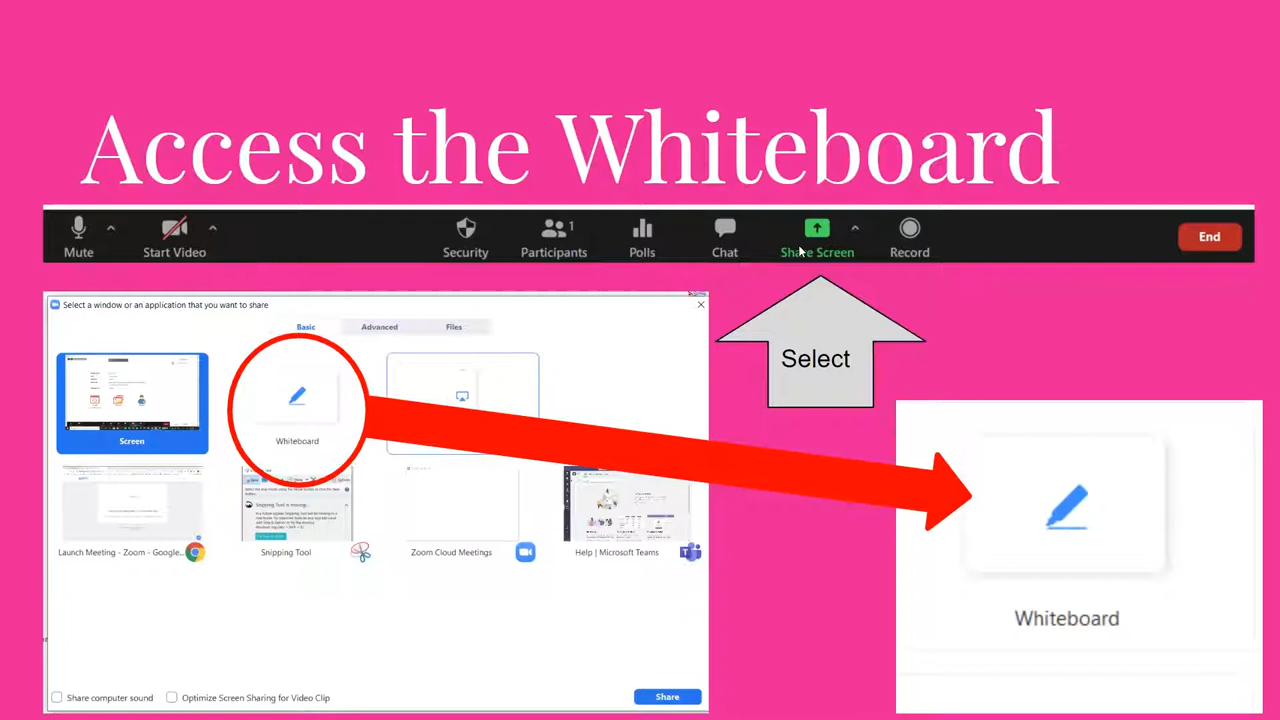 Access the Whiteboard
Mute
Start Video
Security
Participants
1
Polls
Chat
Share Screen
Record
End
Select a window or an application that you want to share
Basic
Advanced
Files
Select
Screen
Whiteboard
Launch Meeting - Zoom - Google...
Snipping Tool
Zoom Cloud Meetings
Help | Microsoft Teams
Whiteboard
Share computer sound
Optimize Screen Sharing for Video Clip
Share